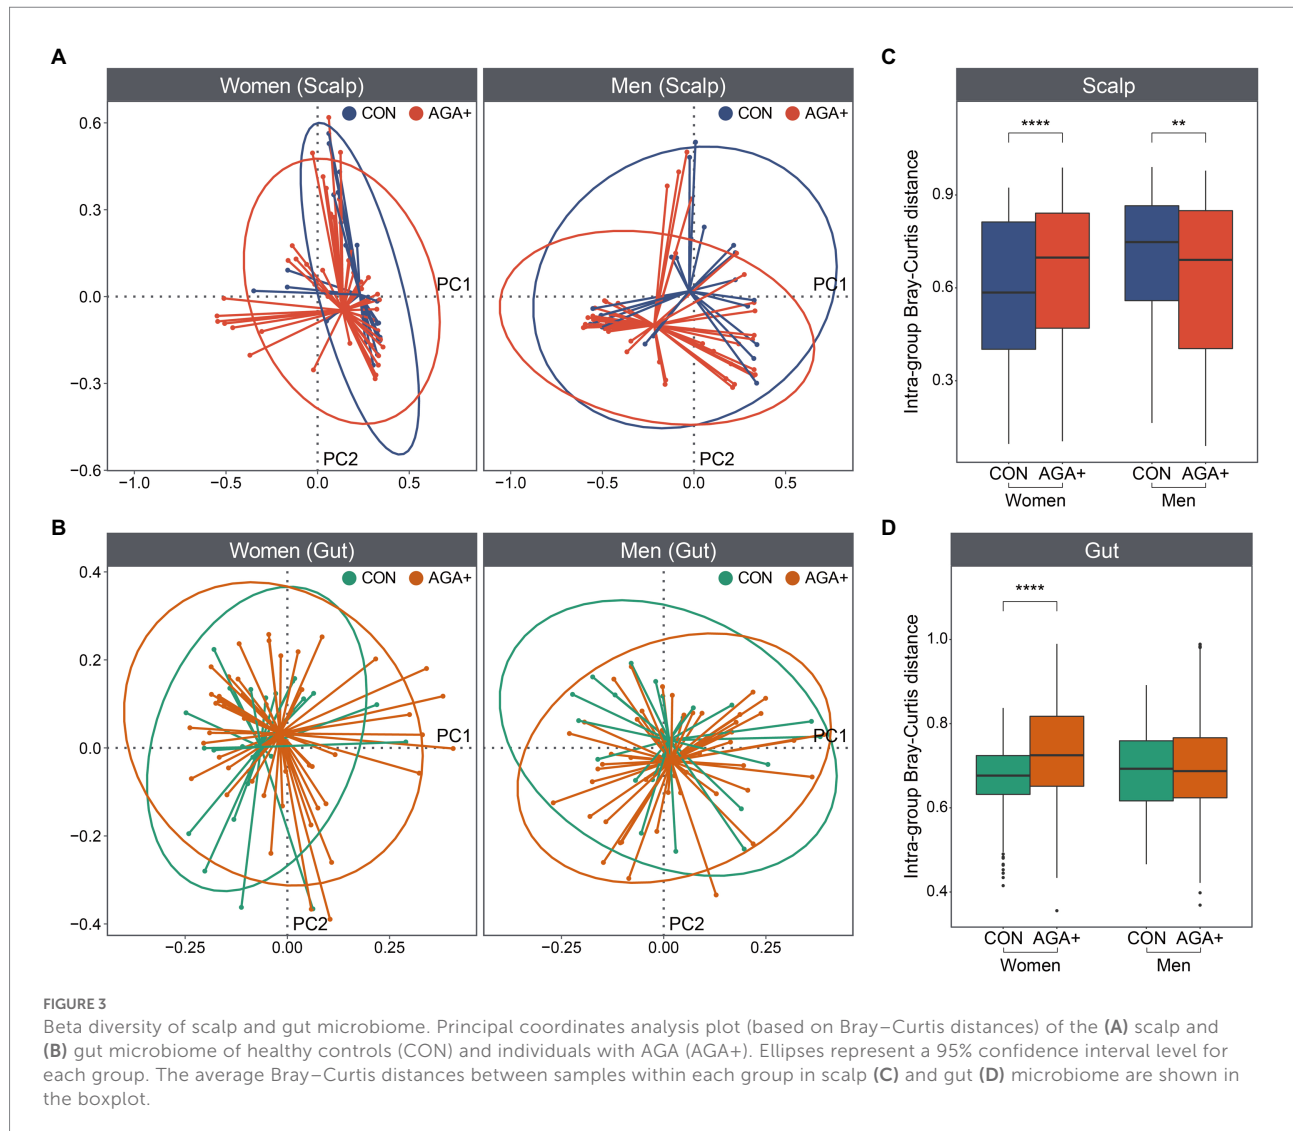 A
Women (Scalp)
Men (Scalp)
CON AGA+
CON AGA+
0.6
0.3
0.0
−0.3
−0.6
PC1
PC1
PC2
PC2
−1.0 −0.5 0.0 0.5
−1.0 −0.5 0.0 0.5
C
Scalp
Intra-group Bray−Curtis distance
**** **
0.9
0.6
0.3
CON AGA+ CON AGA+
Women Men
B
Women (Gut)
Men (Gut)
CON AGA+
CON AGA+
0.4
0.2
0.0
−0.2
−0.4
PC1
PC1
PC2
PC2
−0.25 0.00 0.25
−0.25 0.00 0.25
D
Gut
Intra-group Bray−Curtis distance
****
1.0
0.8
0.6
0.4
CON AGA+ CON AGA+
Women Men
FIGURE 3
Beta diversity of scalp and gut microbiome. Principal coordinates analysis plot (based on Bray–Curtis distances) of the (A) scalp and
(B) gut microbiome of healthy controls (CON) and individuals with AGA (AGA+). Ellipses represent a 95% confidence interval level for
each group. The average Bray–Curtis distances between samples within each group in scalp (C) and gut (D) microbiome are shown in
the boxplot.